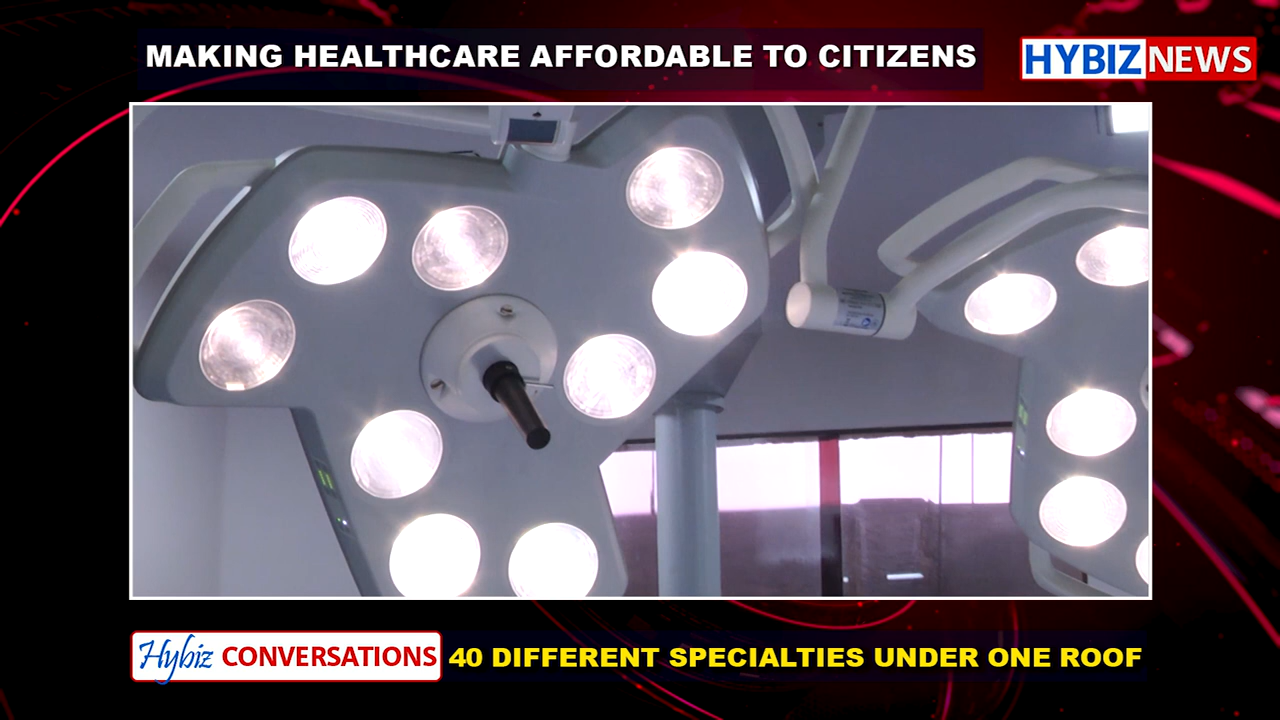 MAKING HEALTHCARE AFFORDABLE TO CITIZENS
HYBIZ NEWS
Hybiz CONVERSATIONS
40 DIFFERENT SPECIALTIES UNDER ONE ROOF